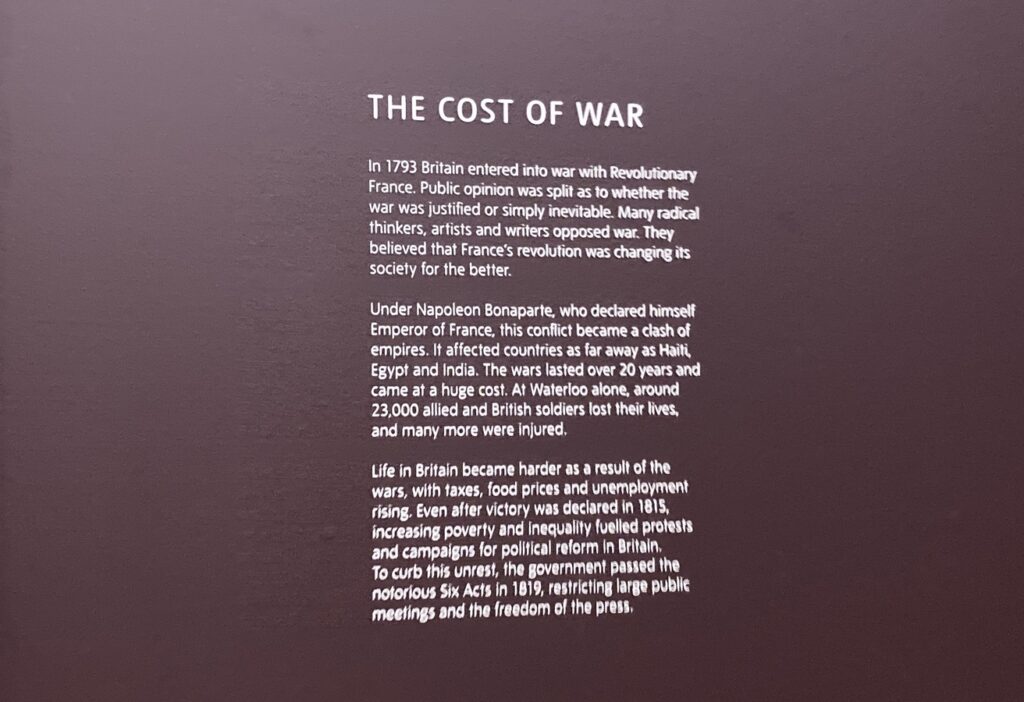 THE COST OF WAR
In 1793 Britain entered into war with Revolutionary
France. Public opinion was split as to whether the
war was justified or simply inevitable. Many radical
thinkers, artists and writers opposed war. They
believed that France's revolution was changing its
society for the better.
Under Napoleon Bonaparte, who declared himself
Emperor of France, this conflict became a clash of
empires. It affected countries as far away as Haiti,
Egypt and India. The wars lasted over 20 years and
came at a huge cost. At Waterloo alone, around
23,000 allied and British soldiers lost their lives,
and many more were injured.
Life in Britain became harder as a result of the
wars, with taxes, food prices and unemployment
rising. Even after victory was declared in 1815,
increasing poverty and inequality fuelled protests
and campaigns for political reform in Britain.
To curb this unrest, the government passed the
notorious Six Acts in 1819, restricting large public
meetings and the freedom of the press.